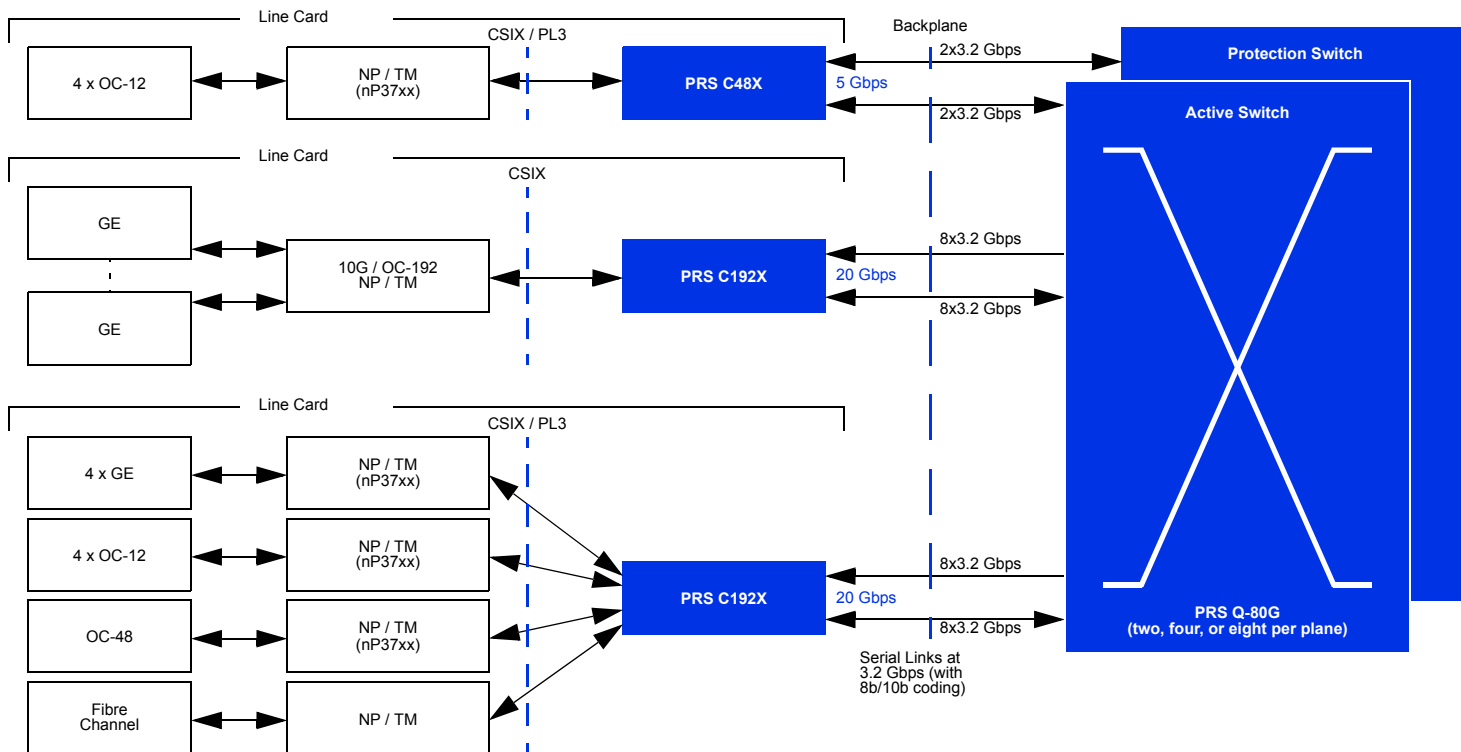 Line Card
CSIX / PL3
Backplane
4 x OC-12
NP / TM
(nP37xx)
PRS C48X
2x3.2 Gbps
5 Gbps
2x3.2 Gbps
Protection Switch
Active Switch
Line Card
CSIX
GE
GE
10G / OC-192
NP / TM
PRS C192X
8x3.2 Gbps
20 Gbps
8x3.2 Gbps
Line Card
CSIX / PL3
4 x GE
NP / TM
(nP37xx)
4 x OC-12
NP / TM
(nP37xx)
OC-48
NP / TM
(nP37xx)
Fibre
Channel
NP / TM
PRS C192X
8x3.2 Gbps
20 Gbps
8x3.2 Gbps
Serial Links at
3.2 Gbps (with
8b/10b coding)
PRS Q-80G
(two, four, or eight per plane)